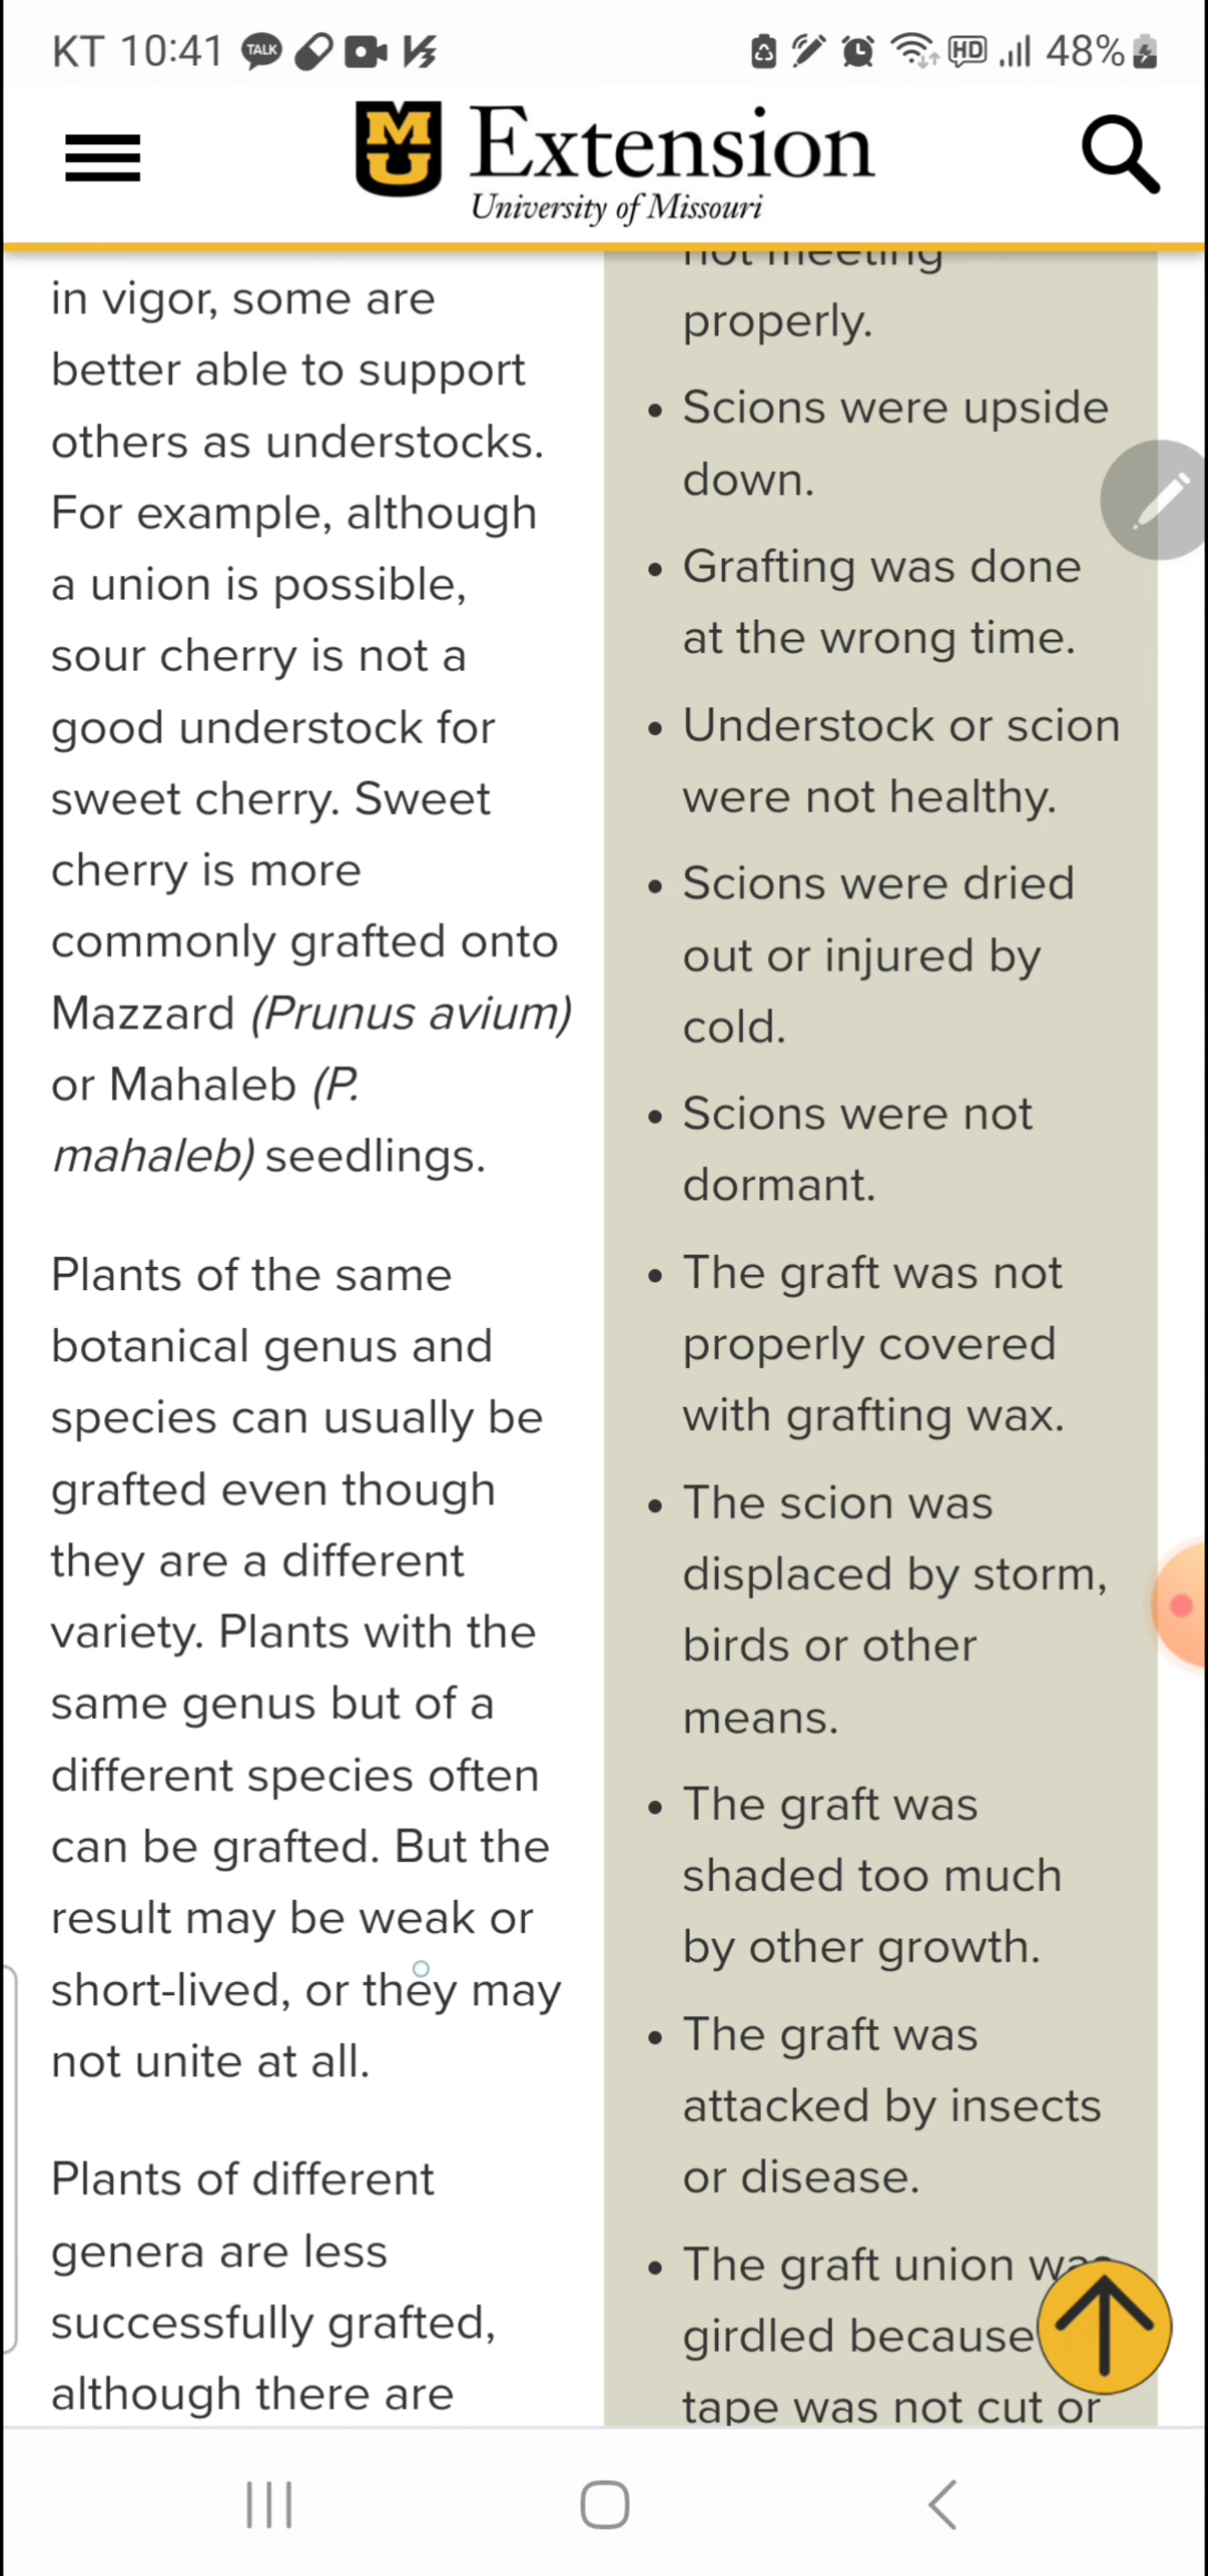 KT 10:41 TALK
HD 48%
MU Extension
University of Missouri
in vigor, some are
better able to support
others as understocks.
For example, although
a union is possible,
sour cherry is not a
good understock for
sweet cherry. Sweet
cherry is more
commonly grafted onto
Mazzard (Prunus avium)
or Mahaleb (P.
mahaleb) seedlings.
Plants of the same
botanical genus and
species can usually be
grafted even though
they are a different
variety. Plants with the
same genus but of a
different species often
can be grafted. But the
result may be weak or
short-lived, or they may
not unite at all.
Plants of different
genera are less
successfully grafted,
although there are
not meeting
properly.
• Scions were upside
down.
• Grafting was done
at the wrong time.
• Understock or scion
were not healthy.
• Scions were dried
out or injured by
cold.
• Scions were not
dormant.
• The graft was not
properly covered
with grafting wax.
• The scion was
displaced by storm,
birds or other
means.
• The graft was
shaded too much
by other growth.
• The graft was
attacked by insects
or disease.
• The graft union was
girdled because
tape was not cut or